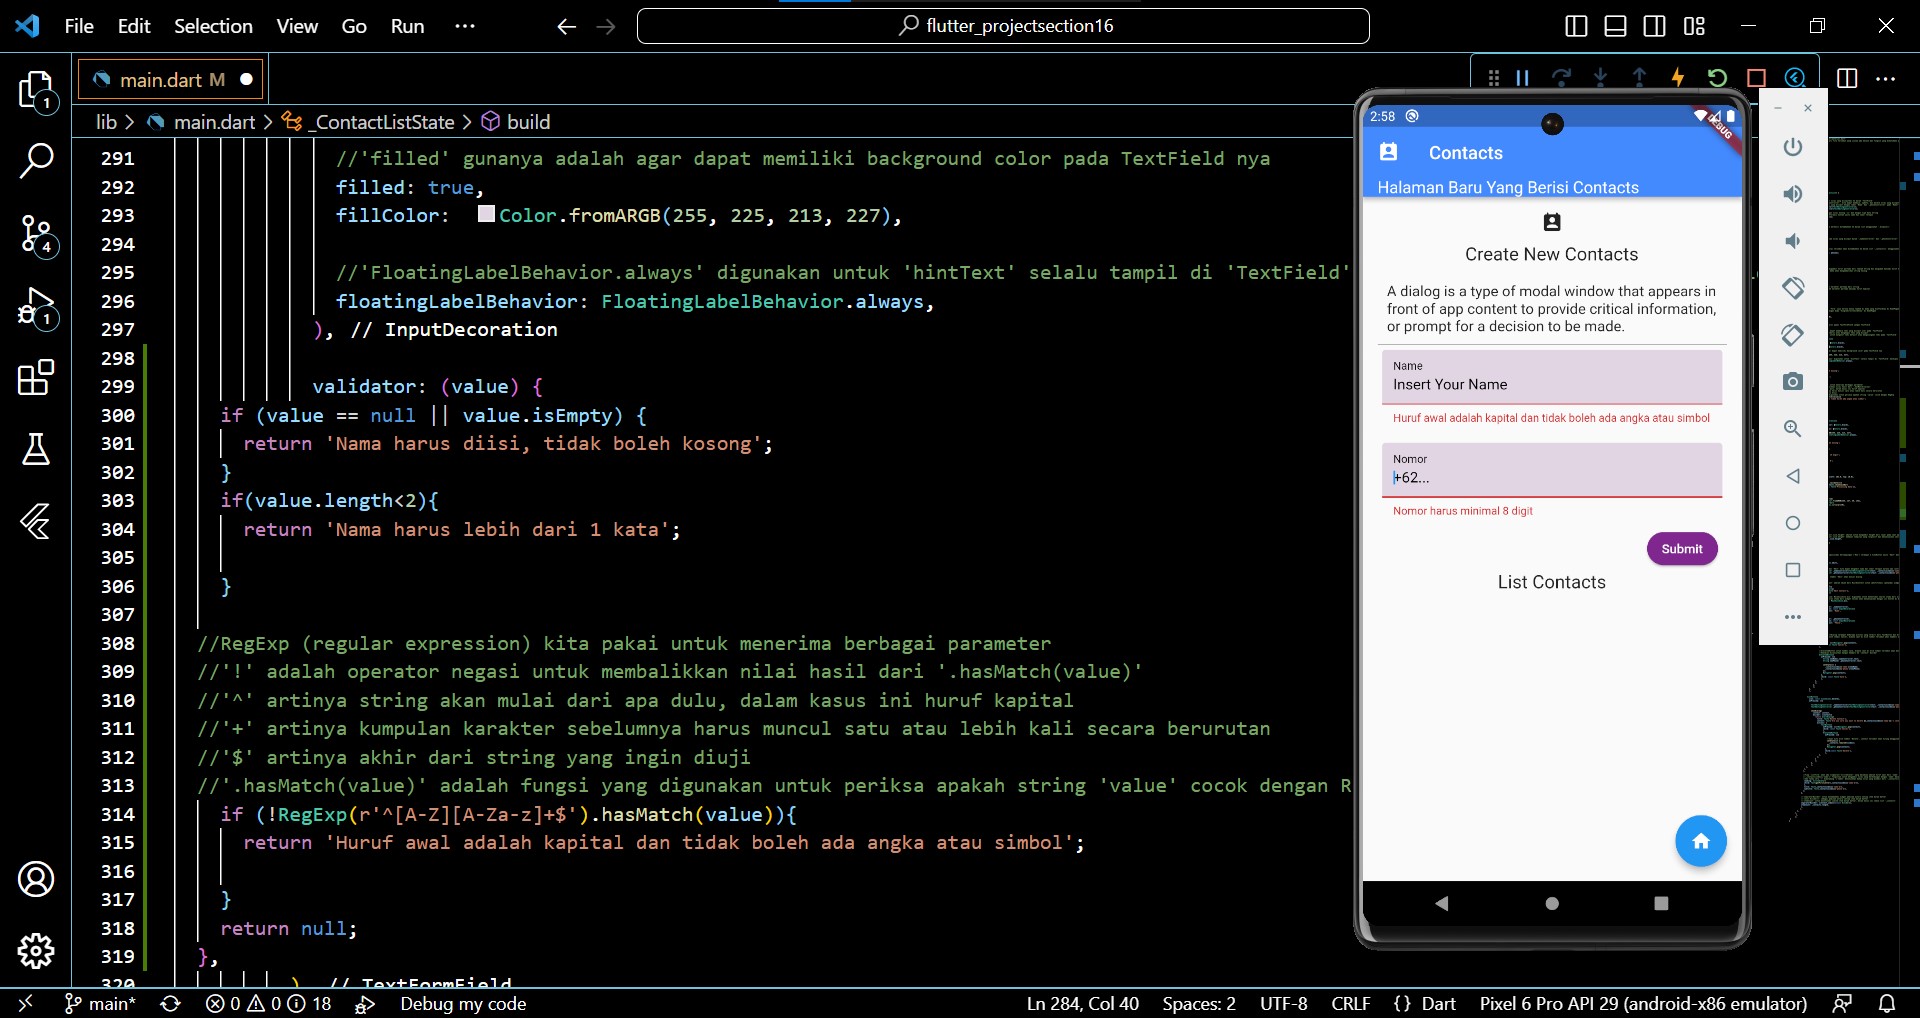 File Edit Selection View Go Run ...
flutter_projectsection16
main.dart M
lib > main.dart > _ContactListState > build
291 //'filled' gunanya adalah agar dapat memiliki background color pada TextField nya
292 filled: true,
293 fillColor: Color.fromARGB(255, 225, 213, 227),
294
295 //'FloatingLabelBehavior.always' digunakan untuk 'hintText' selalu tampil di 'TextField'
296 floatingLabelBehavior: FloatingLabelBehavior.always,
297 ), // InputDecoration
298
299 validator: (value) {
300 if (value == null || value.isEmpty) {
301 return 'Nama harus diisi, tidak boleh kosong';
302 }
303 if(value.length<2){
304 return 'Nama harus lebih dari 1 kata';
305
306 }
307
308 //RegExp (regular expression) kita pakai untuk menerima berbagai parameter
309 //'!' adalah operator negasi untuk membalikkan nilai hasil dari '.hasMatch(value)'
310 //'^' artinya string akan mulai dari apa dulu, dalam kasus ini huruf kapital
311 //'+' artinya kumpulan karakter sebelumnya harus muncul satu atau lebih kali secara berurutan
312 //'$' artinya akhir dari string yang ingin diuji
313 //'.hasMatch(value)' adalah fungsi yang digunakan untuk periksa apakah string 'value' cocok dengan R
314 if (!RegExp(r'^[A-Z][A-Za-z]+$').hasMatch(value)){
315 return 'Huruf awal adalah kapital dan tidak boleh ada angka atau simbol';
316
317 }
318 return null;
319 },
320 ), // TextFormField
2:58
DEBUG
Contacts
Halaman Baru Yang Berisi Contacts
Create New Contacts
A dialog is a type of modal window that appears in
front of app content to provide critical information,
or prompt for a decision to be made.
Name
Insert Your Name
Huruf awal adalah kapital dan tidak boleh ada angka atau simbol
Nomor
+62...
Nomor harus minimal 8 digit
Submit
List Contacts
1
4
1
main* 0 0 18 Debug my code Ln 284, Col 40 Spaces: 2 UTF-8 CRLF {} Dart Pixel 6 Pro API 29 (android-x86 emulator)